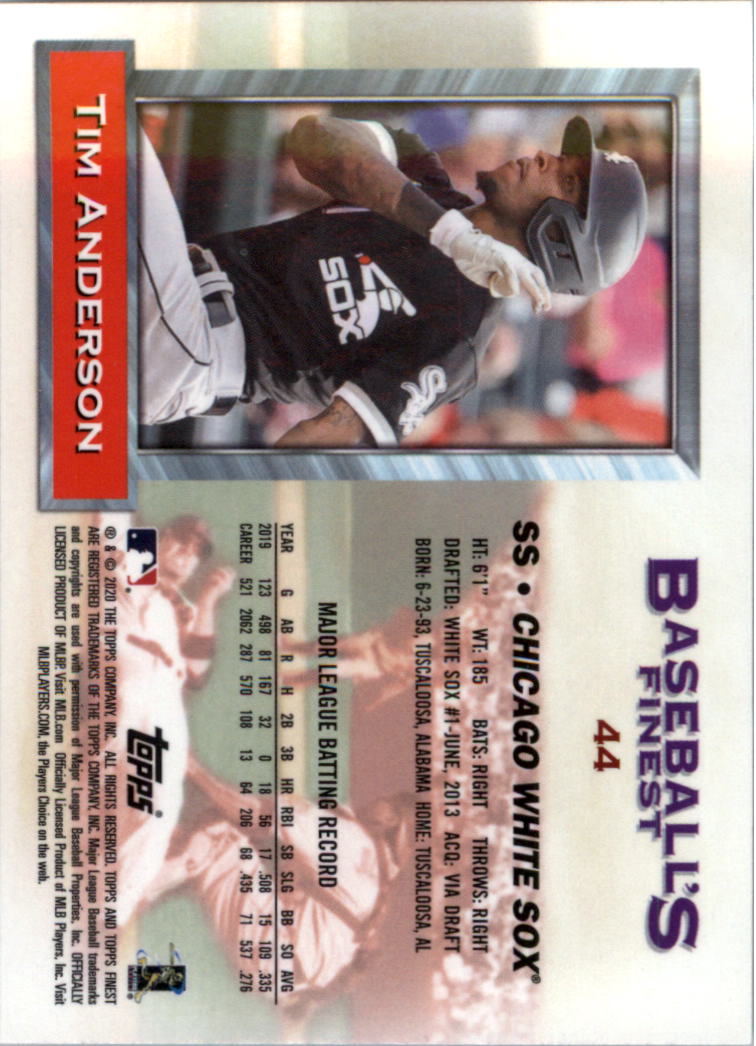 BASEBALL'S
FINEST
44
TIM ANDERSON
SOX
Sox
SS • CHICAGO WHITE SOX®
HT: 6'1" WT: 185 BATS: RIGHT THROWS: RIGHT
DRAFTED: WHITE SOX #1-JUNE, 2013 ACQ: VIA DRAFT
BORN: 6-23-93, TUSCALOOSA, ALABAMA HOME: TUSCALOOSA, AL
MAJOR LEAGUE BATTING RECORD
YEAR G AB R H 2B 3B HR RBI SB SLG BB SO AVG
2019 123 498 81 167 32 0 18 56 17 .508 15 109 .335
CAREER 521 2062 287 570 108 13 64 206 68 .435 71 537 .276
topps®
® & © 2020 THE TOPPS COMPANY, INC. ALL RIGHTS RESERVED. TOPPS AND TOPPS FINEST
ARE REGISTERED TRADEMARKS OF THE TOPPS COMPANY, INC. Major League Baseball trademarks
and copyrights are used with permission of Major League Baseball Properties, Inc. OFFICIALLY
LICENSED PRODUCT OF MLBP. Visit MLB.com Officially Licensed Product of MLB Players, Inc. Visit
MLBPLAYERS.COM, the Players Choice on the web.